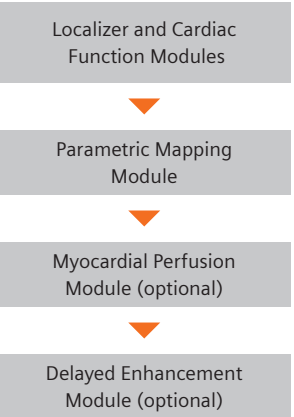 Localizer and Cardiac
Function Modules
Parametric Mapping
Module
Myocardial Perfusion
Module (optional)
Delayed Enhancement
Module (optional)